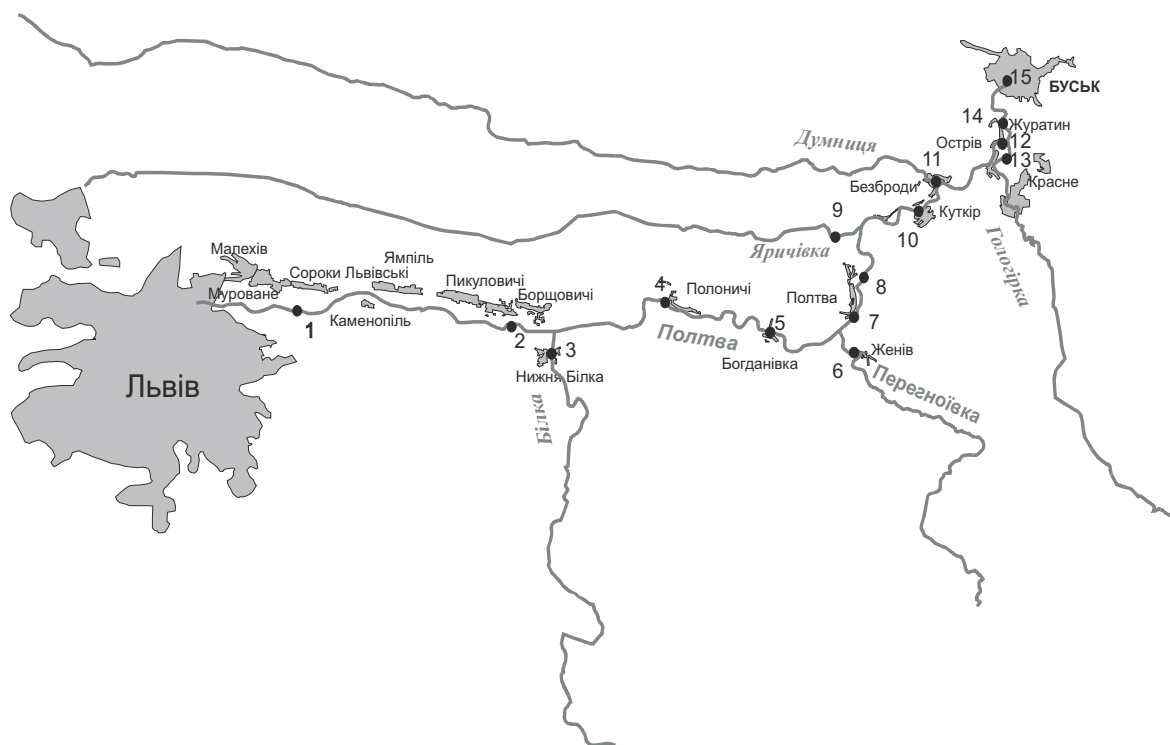 15
БУСЬК
14
Журатин
Острів
12
13
Думниця
11
Безброди
Красне
9
Куткір
10
Яричівка
Гологірка
Малехів
Ямпіль
Сороки Львівські
Пикуловичі
Борщовичі
Муроване
Каменопіль
1
2
3
4
Полоничі
Полтва
8
Полтва
5
7
Богданівка
6
Женів
Перегноївка
Нижня Білка
Білка
Львів